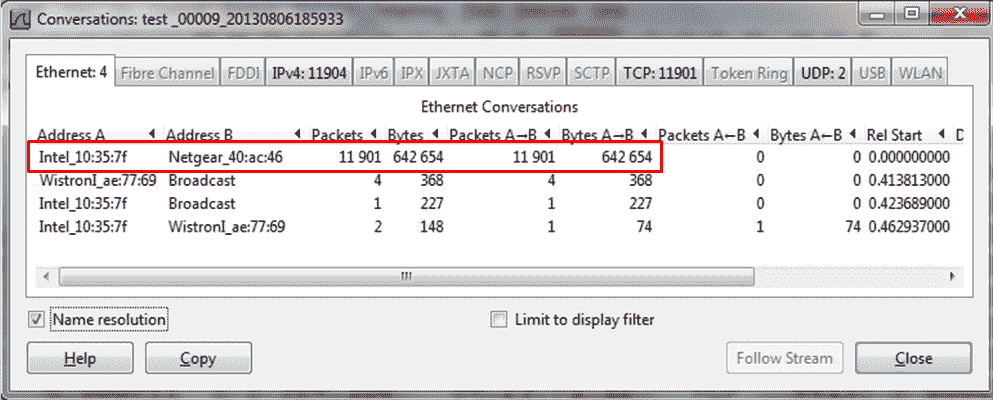 Conversations: test _00009_20130806185933
Ethernet: 4 Fibre Channel FDDI IPv4: 11904 IPv6 IPX JXTA NCP RSVP SCTP TCP: 11901 Token Ring UDP: 2 USB WLAN
Ethernet Conversations
Address A Address B Packets Bytes Packets A→B Bytes A→B Packets A←B Bytes A←B Rel Start D
Intel_10:35:7f Netgear_40:ac:46 11 901 642 654 11 901 642 654 0 0 0.000000000
WistronI_ae:77:69 Broadcast 4 368 4 368 0 0 0.413813000
Intel_10:35:7f Broadcast 1 227 1 227 0 0 0.423689000
Intel_10:35:7f WistronI_ae:77:69 2 148 1 74 1 74 0.462937000
Name resolution Limit to display filter
Help Copy Follow Stream Close